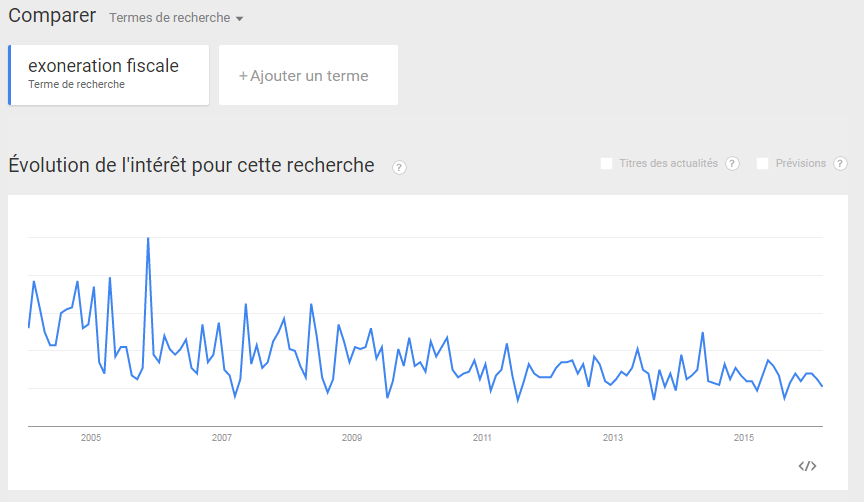 Comparer Termes de recherche
exoneration fiscale
Terme de recherche
+ Ajouter un terme
Évolution de l'intérêt pour cette recherche ?
Titres des actualités ? Prévisions ?
2005 2007 2009 2011 2013 2015
</>